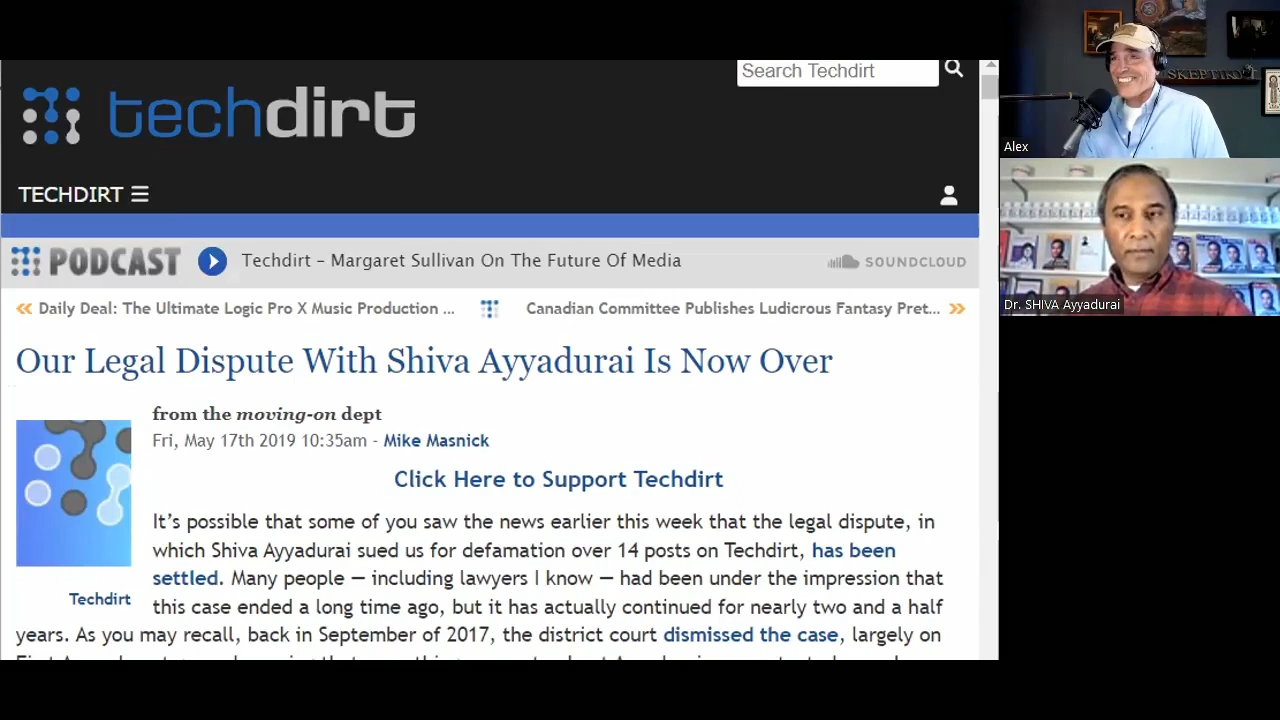 Search Techdirt
techdirt
TECHDIRT
PODCAST
Techdirt – Margaret Sullivan On The Future Of Media
SOUNDCLOUD
Daily Deal: The Ultimate Logic Pro X Music Production ...
Canadian Committee Publishes Ludicrous Fantasy Pret...
Our Legal Dispute With Shiva Ayyadurai Is Now Over
from the moving-on dept
Fri, May 17th 2019 10:35am - Mike Masnick
Click Here to Support Techdirt
It’s possible that some of you saw the news earlier this week that the legal dispute, in
which Shiva Ayyadurai sued us for defamation over 14 posts on Techdirt, has been
settled. Many people — including lawyers I know — had been under the impression that
Techdirt
this case ended a long time ago, but it has actually continued for nearly two and a half
years. As you may recall, back in September of 2017, the district court dismissed the case, largely on
SKEPTIKO
Alex
Dr. SHIVA Ayyadurai